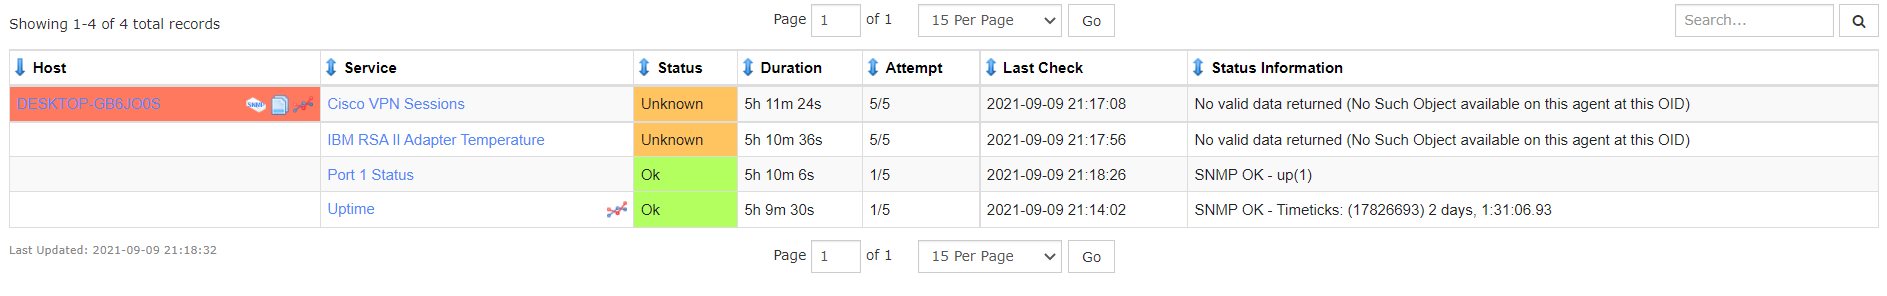 Showing 1-4 of 4 total records
Page 1 of 1 15 Per Page Go
Search...
Host Service Status Duration Attempt Last Check Status Information
DESKTOP-GB6JO0S SNMP Cisco VPN Sessions Unknown 5h 11m 24s 5/5 2021-09-09 21:17:08 No valid data returned (No Such Object available on this agent at this OID)
IBM RSA II Adapter Temperature Unknown 5h 10m 36s 5/5 2021-09-09 21:17:56 No valid data returned (No Such Object available on this agent at this OID)
Port 1 Status Ok 5h 10m 6s 1/5 2021-09-09 21:18:26 SNMP OK - up(1)
Uptime Ok 5h 9m 30s 1/5 2021-09-09 21:14:02 SNMP OK - Timeticks: (17826693) 2 days, 1:31:06.93
Last Updated: 2021-09-09 21:18:32
Page 1 of 1 15 Per Page Go